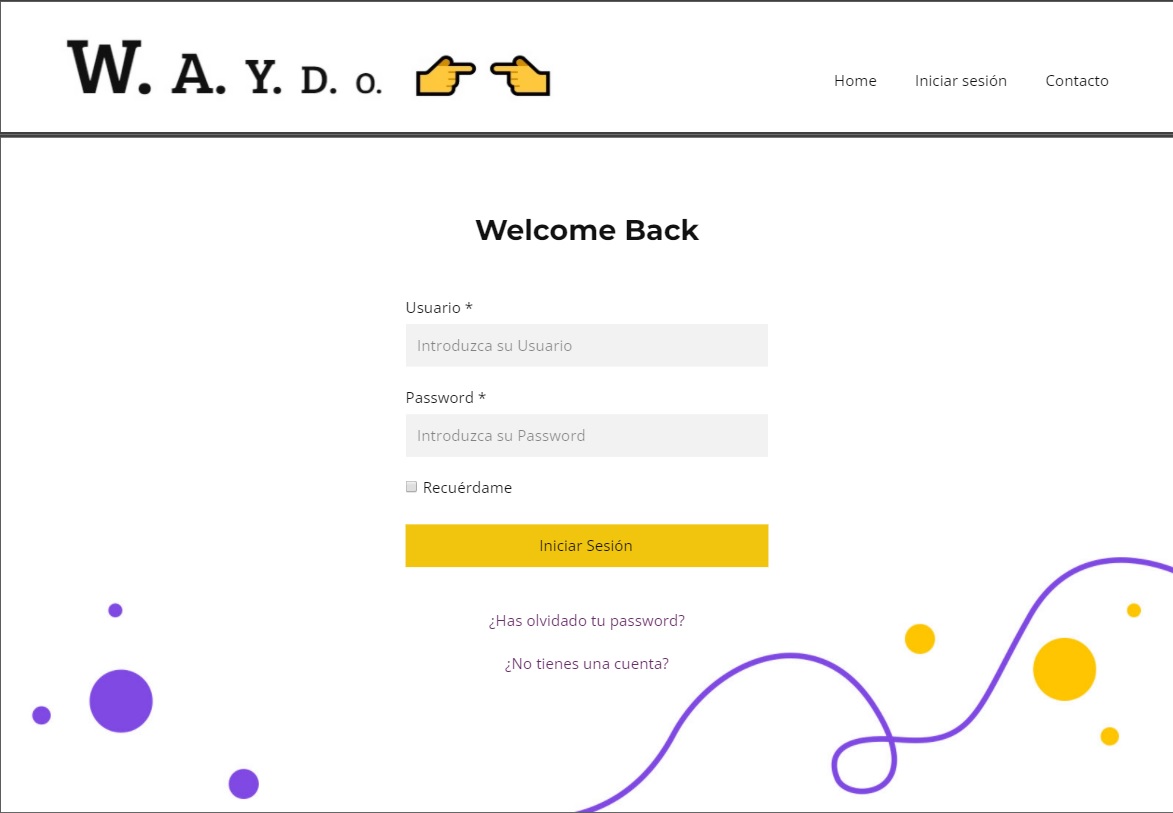 W. A. Y. D. o.
Home Iniciar sesión Contacto
Welcome Back
Usuario *
Introduzca su Usuario
Password *
Introduzca su Password
Recuérdame
Iniciar Sesión
¿Has olvidado tu password?
¿No tienes una cuenta?